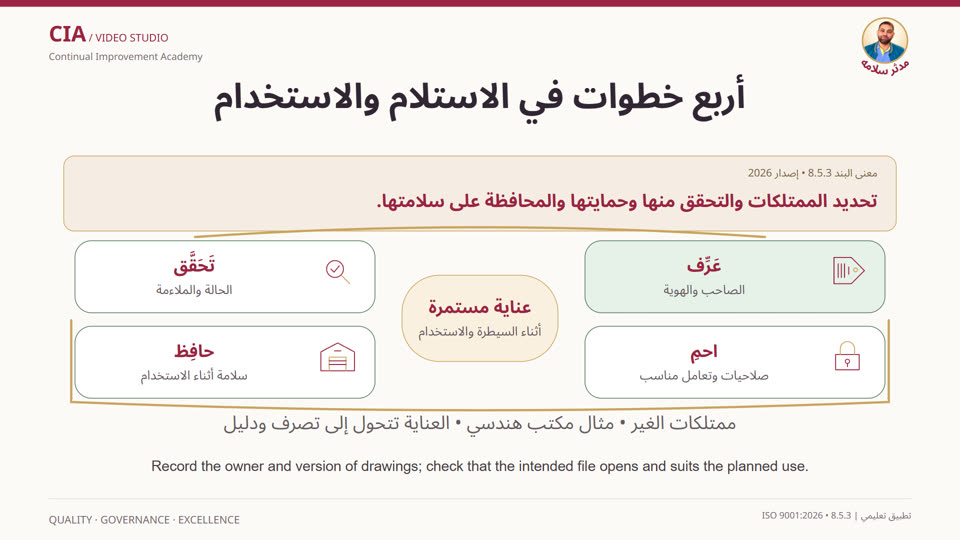 CIA / VIDEO STUDIO
Continual Improvement Academy
مدثر سلامه
أربع خطوات في الاستلام والاستخدام
معنى البند 8.5.3 • إصدار 2026
تحديد الممتلكات والتحقق منها وحمايتها والمحافظة على سلامتها.
عَرِّف
الصاحب والهوية
تَحَقَّق
الحالة والملاءمة
عناية مستمرة
أثناء السيطرة والاستخدام
احمِ
صلاحيات وتعامل مناسب
حافِظ
سلامة أثناء الاستخدام
ممتلكات الغير • مثال مكتب هندسي • العناية تتحول إلى تصرف ودليل
Record the owner and version of drawings; check that the intended file opens and suits the planned use.
QUALITY · GOVERNANCE · EXCELLENCE
تطبيق تعليمي | ISO 9001:2026 • 8.5.3